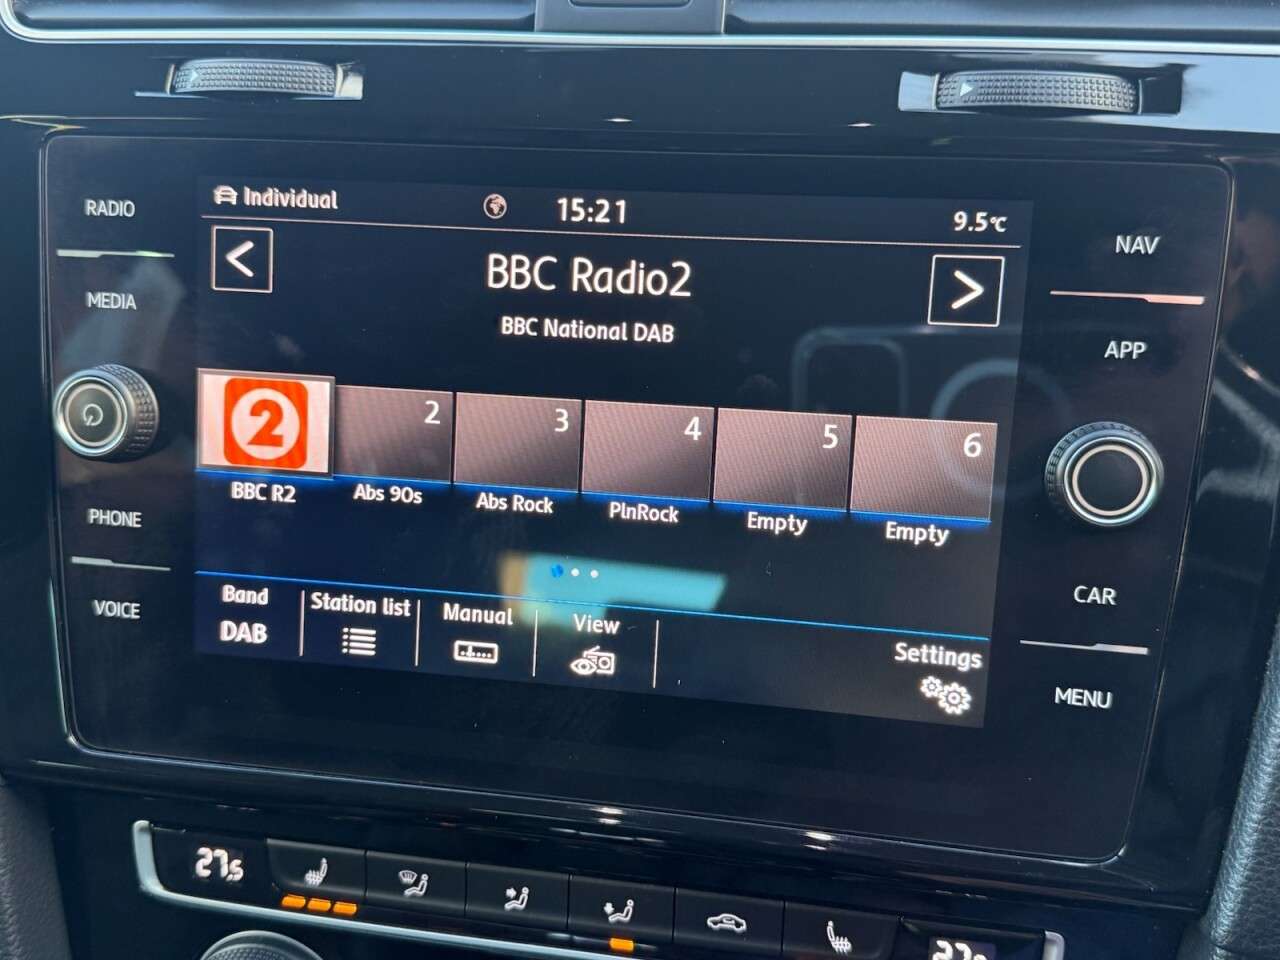 RADIO
MEDIA
PHONE
VOICE
Individual
15:21
9.5°C
<
BBC Radio2
>
BBC National DAB
2
2
3
4
5
6
BBC R2
Abs 90s
Abs Rock
PlnRock
Empty
Empty
Band
DAB
Station list
Manual
View
Settings
NAV
APP
CAR
MENU
27.5